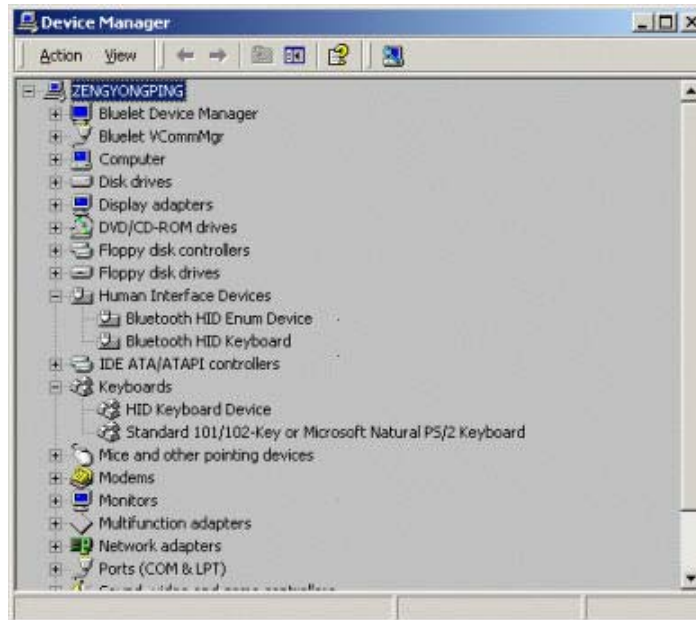 Device Manager
Action View
ZENGYONGPING
Bluelet Device Manager
Bluelet VCommMgr
Computer
Disk drives
Display adapters
DVD/CD-ROM drives
Floppy disk controllers
Floppy disk drives
Human Interface Devices
Bluetooth HID Enum Device
Bluetooth HID Keyboard
IDE ATA/ATAPI controllers
Keyboards
HID Keyboard Device
Standard 101/102-Key or Microsoft Natural PS/2 Keyboard
Mice and other pointing devices
Modems
Monitors
Multifunction adapters
Network adapters
Ports (COM & LPT)